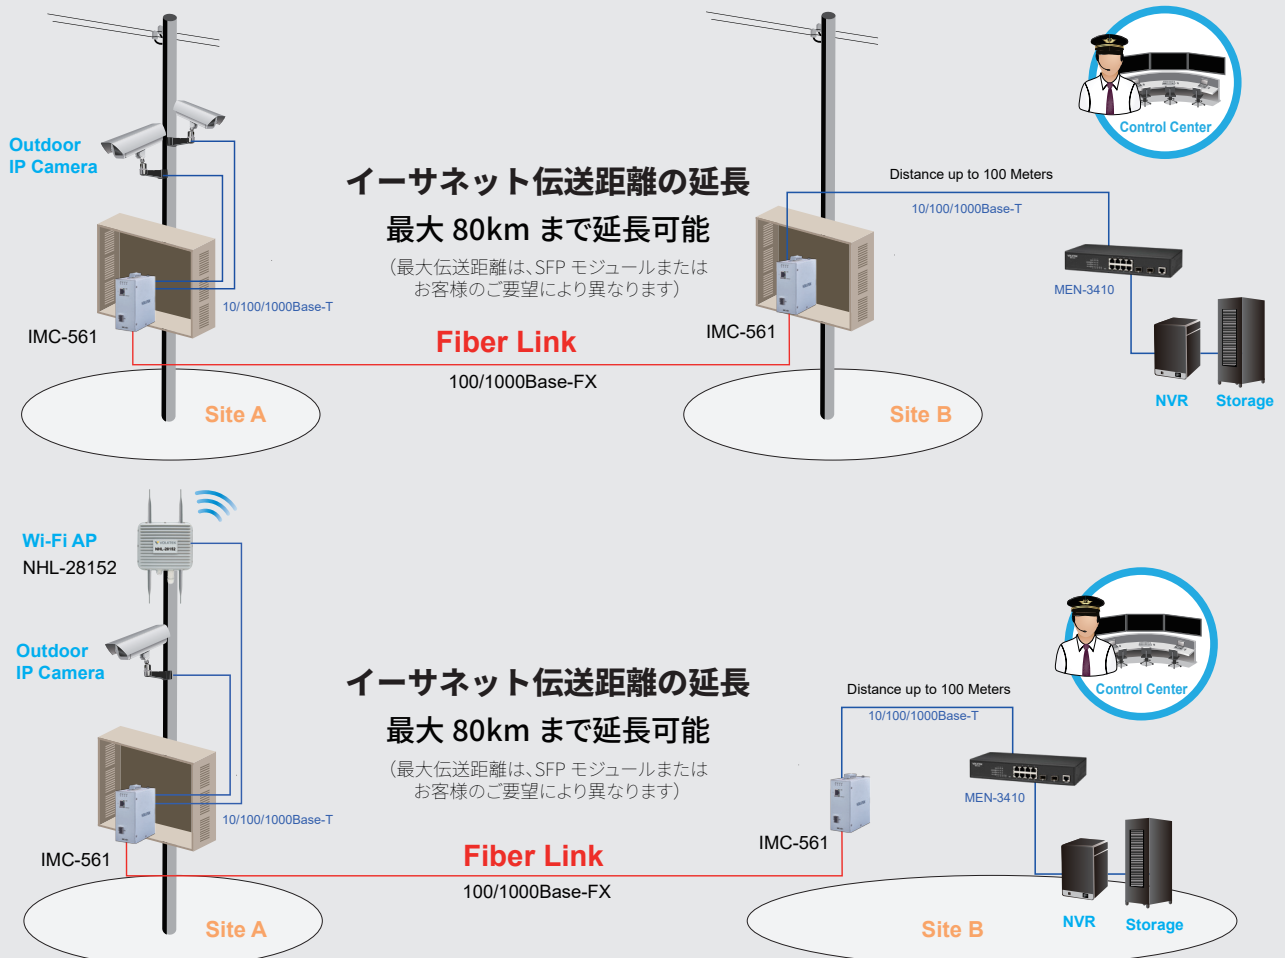 Outdoor
IP Camera
イーサネット伝送距離の延長
最大 80km まで延長可能
(最大伝送距離は、SFP モジュールまたは
お客様のご要望により異なります)
10/100/1000Base-T
IMC-561
Fiber Link
100/1000Base-FX
IMC-561
Site A
Site B
Control Center
Distance up to 100 Meters
10/100/1000Base-T
MEN-3410
NVR
Storage
Wi-Fi AP
NHL-28152
NHL-28152
Outdoor
IP Camera
イーサネット伝送距離の延長
最大 80km まで延長可能
(最大伝送距離は、SFP モジュールまたは
お客様のご要望により異なります)
10/100/1000Base-T
IMC-561
Fiber Link
100/1000Base-FX
IMC-561
Site A
Site B
Control Center
Distance up to 100 Meters
10/100/1000Base-T
MEN-3410
NVR
Storage